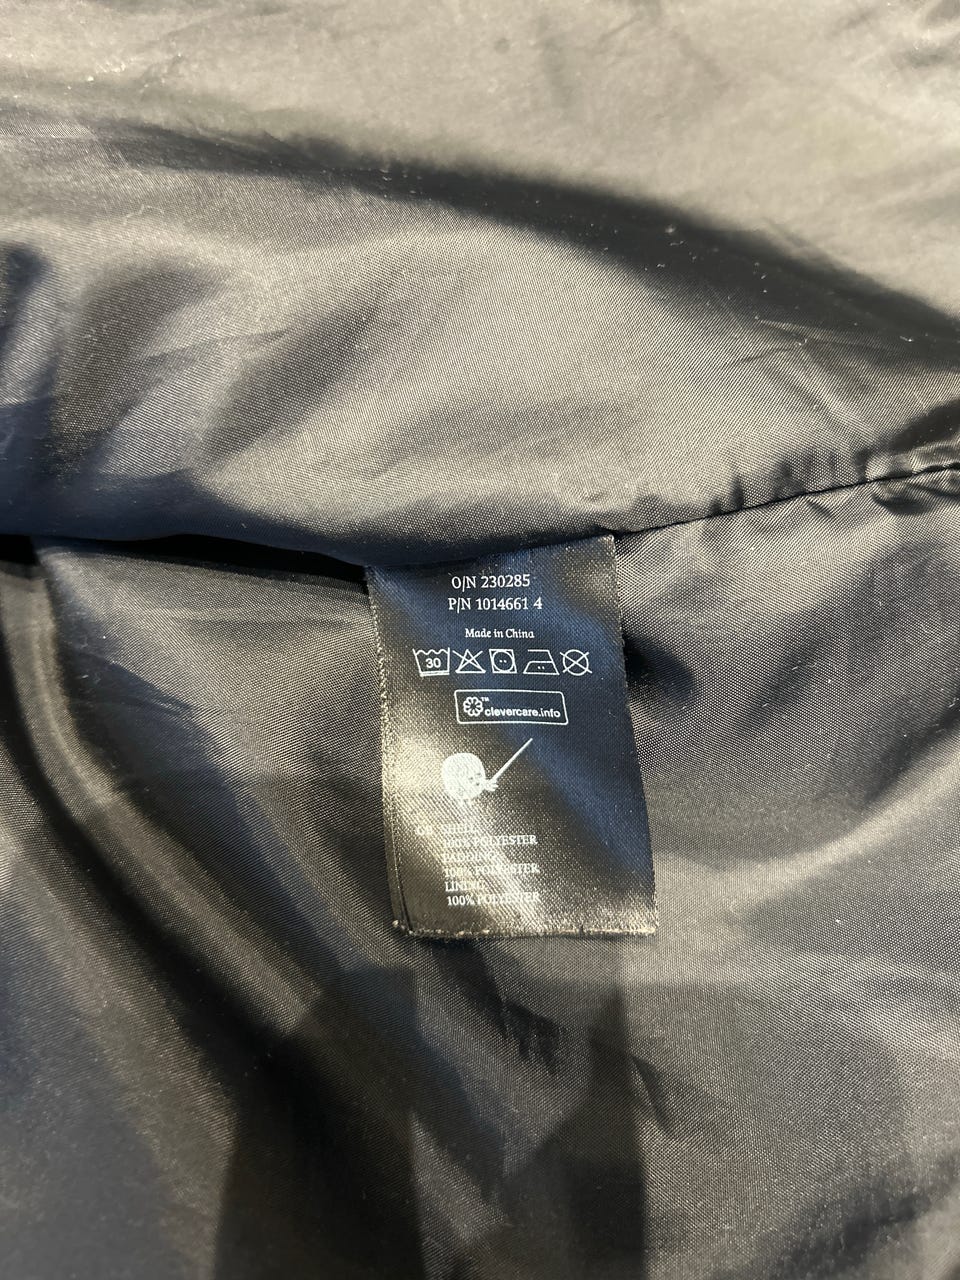 O/N 230285
P/N 1014661 4
Made in China
30
™ clevercare.info
GB SHELL
100% POLYESTER
PADDING
100% POLYESTER
LINING
100% POLYESTER